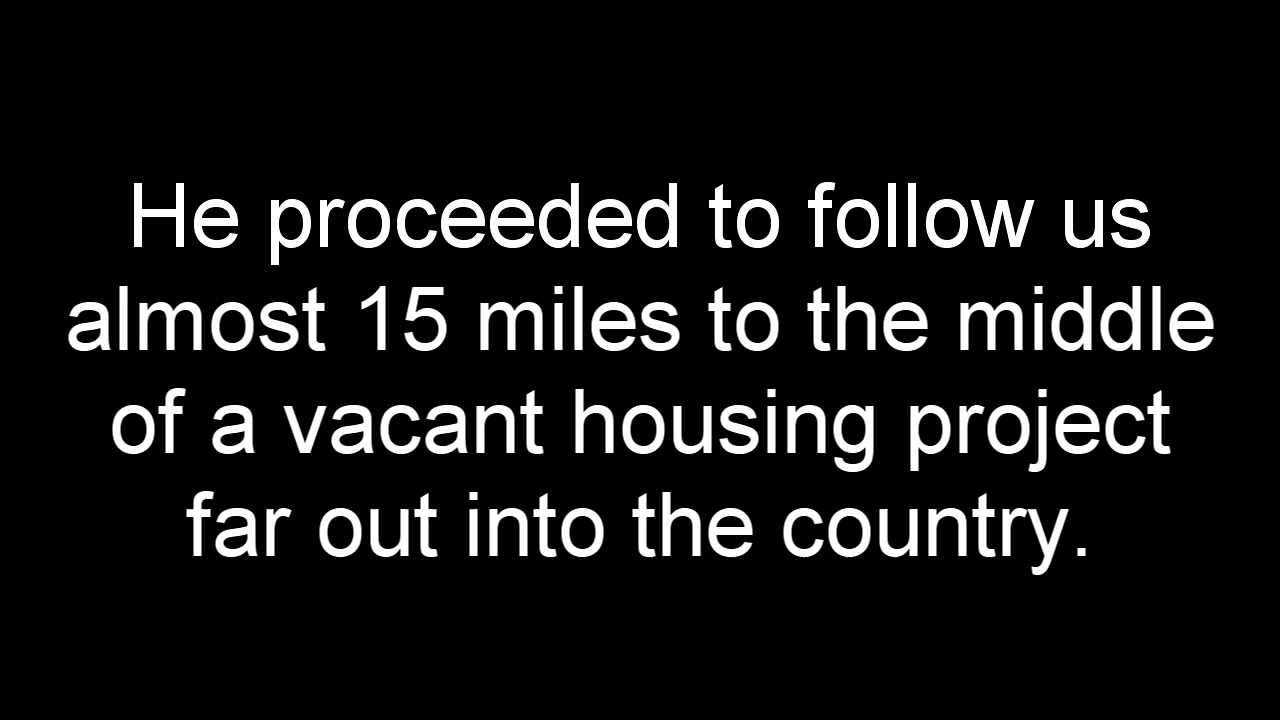 He proceeded to follow us
almost 15 miles to the middle
of a vacant housing project
far out into the country.